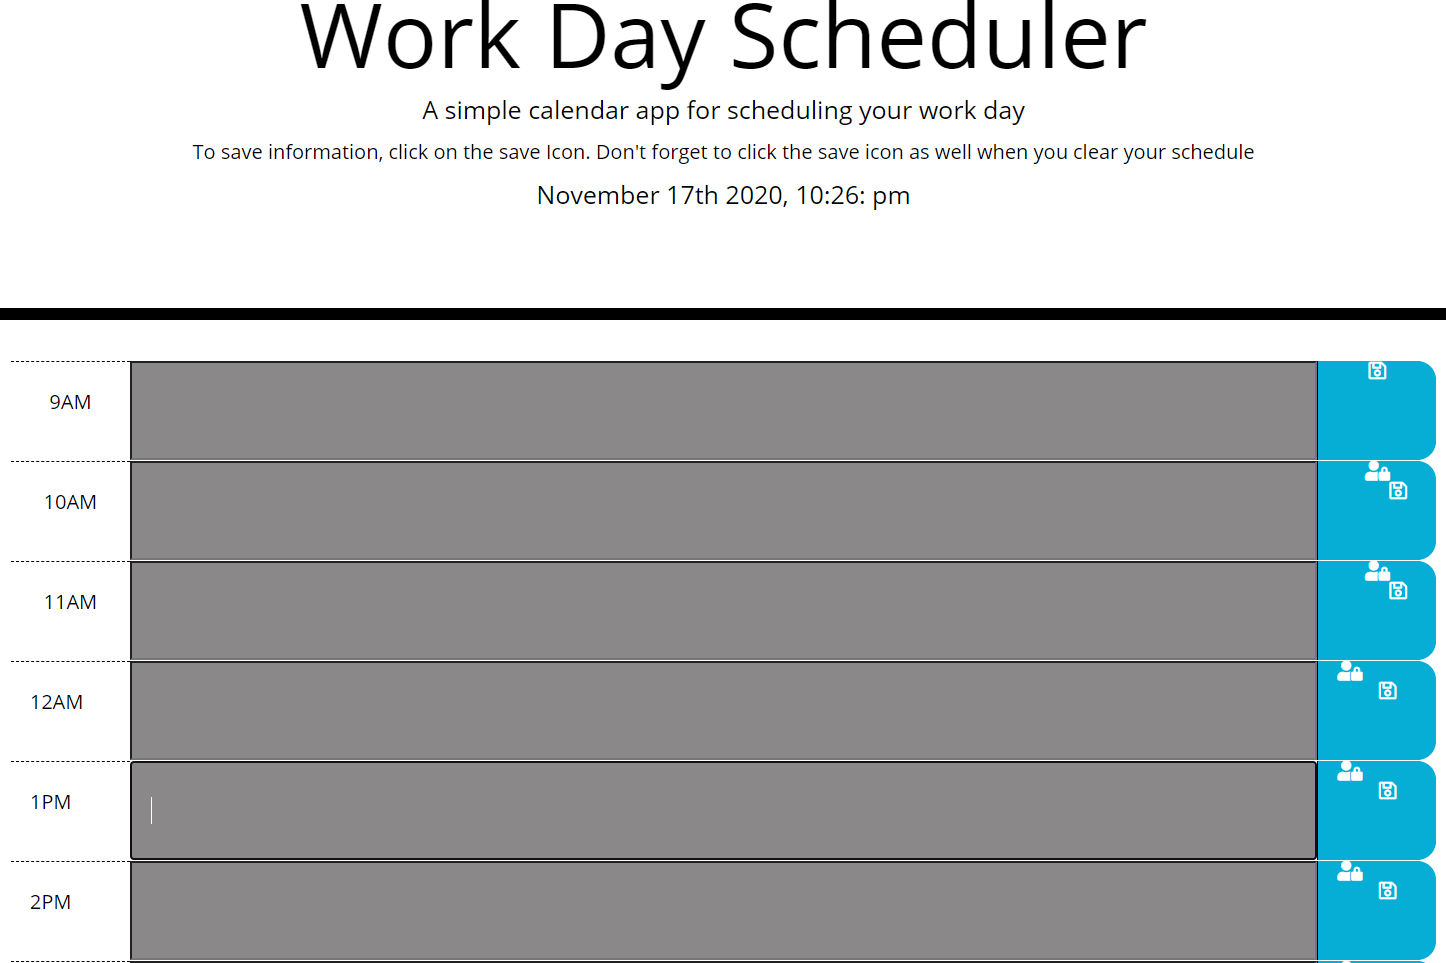 Work Day Scheduler
A simple calendar app for scheduling your work day
To save information, click on the save Icon. Don't forget to click the save icon as well when you clear your schedule
November 17th 2020, 10:26: pm
9AM
10AM
11AM
12AM
1PM
2PM